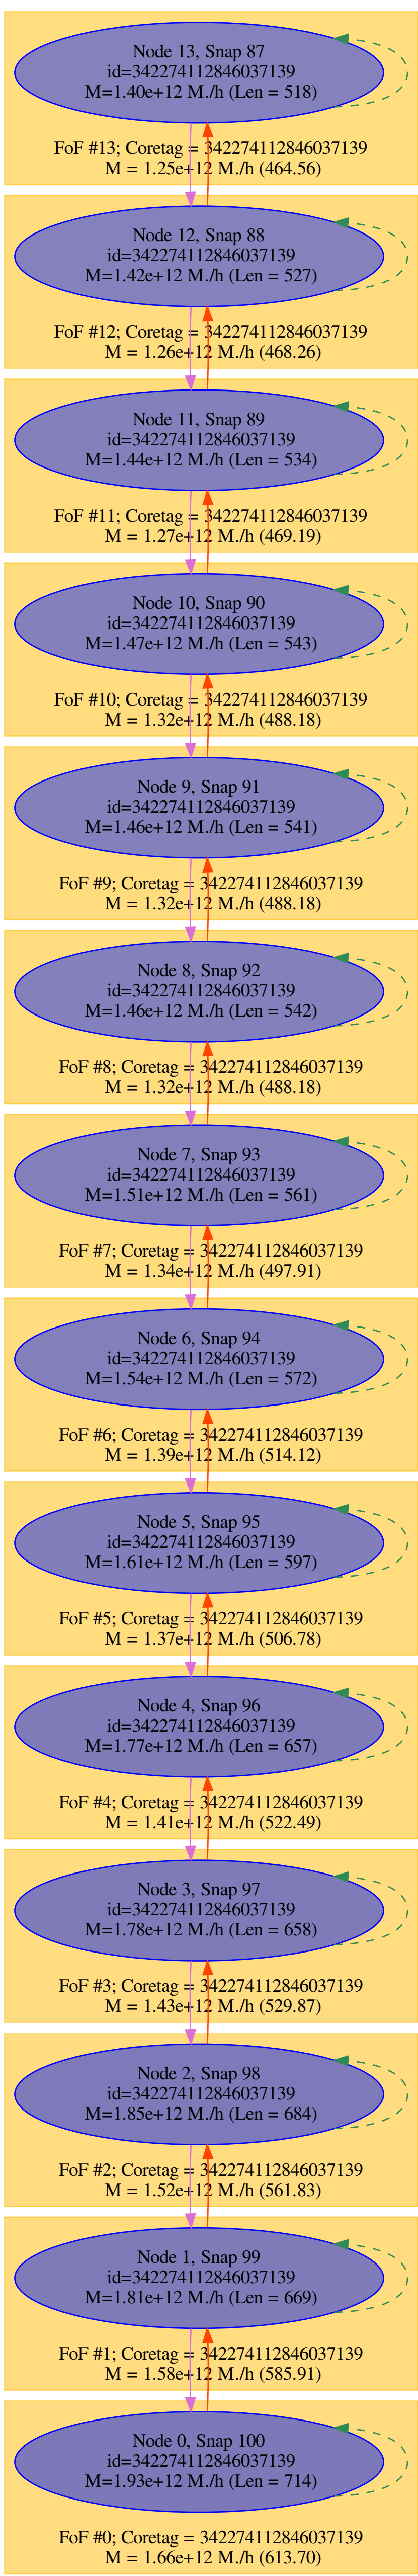 Node 13, Snap 87
id=342274112846037139
M=1.40e+12 M./h (Len = 518)
FoF #13; Coretag = 342274112846037139
M = 1.25e+12 M./h (464.56)
Node 12, Snap 88
id=342274112846037139
M=1.42e+12 M./h (Len = 527)
FoF #12; Coretag = 342274112846037139
M = 1.26e+12 M./h (468.26)
Node 11, Snap 89
id=342274112846037139
M=1.44e+12 M./h (Len = 534)
FoF #11; Coretag = 342274112846037139
M = 1.27e+12 M./h (469.19)
Node 10, Snap 90
id=342274112846037139
M=1.47e+12 M./h (Len = 543)
FoF #10; Coretag = 342274112846037139
M = 1.32e+12 M./h (488.18)
Node 9, Snap 91
id=342274112846037139
M=1.46e+12 M./h (Len = 541)
FoF #9; Coretag = 342274112846037139
M = 1.32e+12 M./h (488.18)
Node 8, Snap 92
id=342274112846037139
M=1.46e+12 M./h (Len = 542)
FoF #8; Coretag = 342274112846037139
M = 1.32e+12 M./h (488.18)
Node 7, Snap 93
id=342274112846037139
M=1.51e+12 M./h (Len = 561)
FoF #7; Coretag = 342274112846037139
M = 1.34e+12 M./h (497.91)
Node 6, Snap 94
id=342274112846037139
M=1.54e+12 M./h (Len = 572)
FoF #6; Coretag = 342274112846037139
M = 1.39e+12 M./h (514.12)
Node 5, Snap 95
id=342274112846037139
M=1.61e+12 M./h (Len = 597)
FoF #5; Coretag = 342274112846037139
M = 1.37e+12 M./h (506.78)
Node 4, Snap 96
id=342274112846037139
M=1.77e+12 M./h (Len = 657)
FoF #4; Coretag = 342274112846037139
M = 1.41e+12 M./h (522.49)
Node 3, Snap 97
id=342274112846037139
M=1.78e+12 M./h (Len = 658)
FoF #3; Coretag = 342274112846037139
M = 1.43e+12 M./h (529.87)
Node 2, Snap 98
id=342274112846037139
M=1.85e+12 M./h (Len = 684)
FoF #2; Coretag = 342274112846037139
M = 1.52e+12 M./h (561.83)
Node 1, Snap 99
id=342274112846037139
M=1.81e+12 M./h (Len = 669)
FoF #1; Coretag = 342274112846037139
M = 1.58e+12 M./h (585.91)
Node 0, Snap 100
id=342274112846037139
M=1.93e+12 M./h (Len = 714)
FoF #0; Coretag = 342274112846037139
M = 1.66e+12 M./h (613.70)